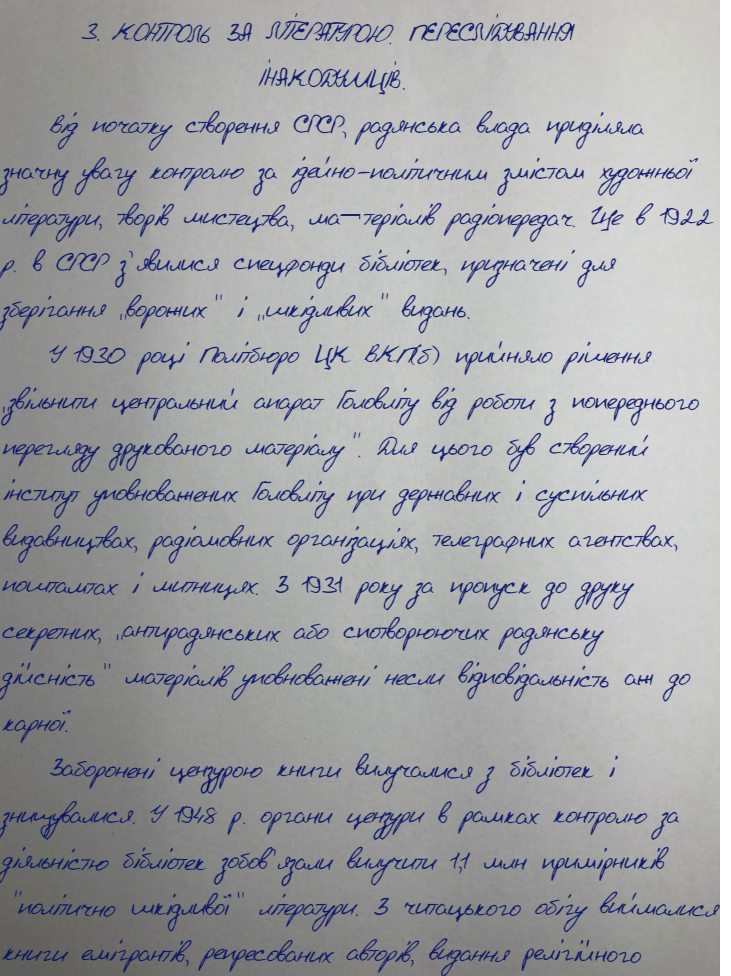 3. КОНТРОЛЬ ЗА ЛІТЕРАТУРОЮ. ПЕРЕСЛІДУВАННЯ
ІНАКОДУМЦІВ.
Від початку створення СРСР, радянська влада приділяла
значну увагу контролю за ідейно-політичним змістом художньої
літератури, творів мистецтва, ма-теріалів радіопередач. Ще в 1922
р. в СРСР з'явилися спецфонди бібліотек, призначені для
зберігання „ворожих" і „шкідливих" видань.
У 1930 році Політбюро ЦК ВКП(б) прийняло рішення
„звільнити центральний апарат Головліту від роботи з попереднього
перегляду друкованого матеріалу". Для цього був створений
інститут уповноважених Головліту при державних і суспільних
видавництвах, радіомовних організаціях, телеграфних агентствах,
поштамтах і митницях. З 1931 року за пропуск до друку
секретних, „антирадянських або спотворюючих радянську
дійсність" матеріалів уповноважені несли відповідальність аж до
карної.
Заборонені цензурою книги вилучалися з бібліотек і
знищувалися. У 1948 р. органи цензури в рамках контролю за
діяльністю бібліотек зобов'язали вилучити 1,1 млн примірників
"політично шкідливої" літератури. З читацького обігу виймалися
книги емігрантів, репресованих авторів, видання релігійного